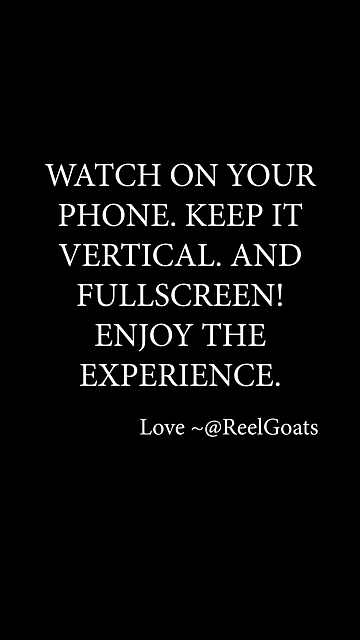 WATCH ON YOUR
PHONE. KEEP IT
VERTICAL. AND
FULLSCREEN!
ENJOY THE
EXPERIENCE.
Love ~@ReelGoats